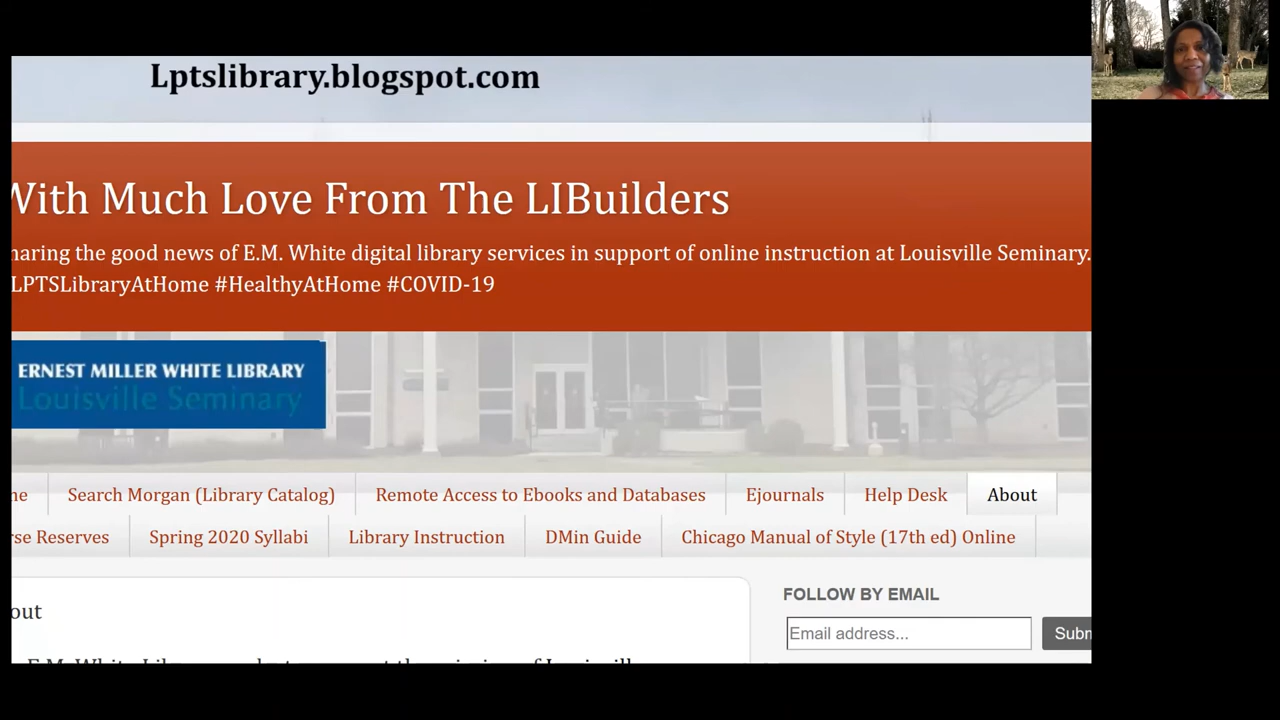 Lptslibrary.blogspot.com
With Much Love From The LIBuilders
haring the good news of E.M. White digital library services in support of online instruction at Louisville Seminary.
LPTSLibraryAtHome #HealthyAtHome #COVID-19
ERNEST MILLER WHITE LIBRARY
Louisville Seminary
ne Search Morgan (Library Catalog) Remote Access to Ebooks and Databases Ejournals Help Desk About
rse Reserves Spring 2020 Syllabi Library Instruction DMin Guide Chicago Manual of Style (17th ed) Online
out
FOLLOW BY EMAIL
Email address... Subm